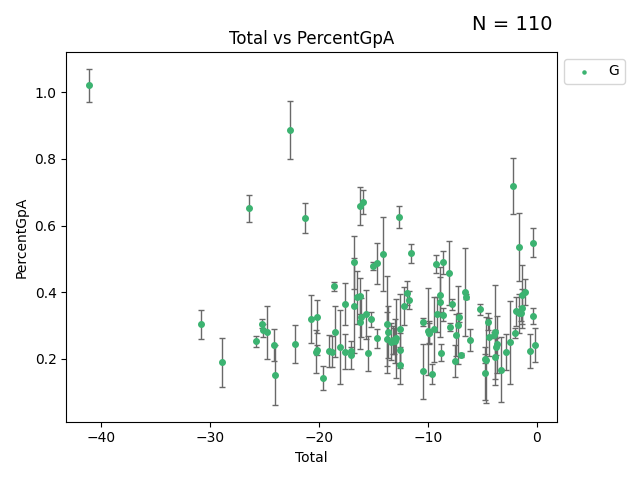 N = 110
Total vs PercentGpA
G
PercentGpA
1.0
0.8
0.6
0.4
0.2
−40 −30 −20 −10 0
Total